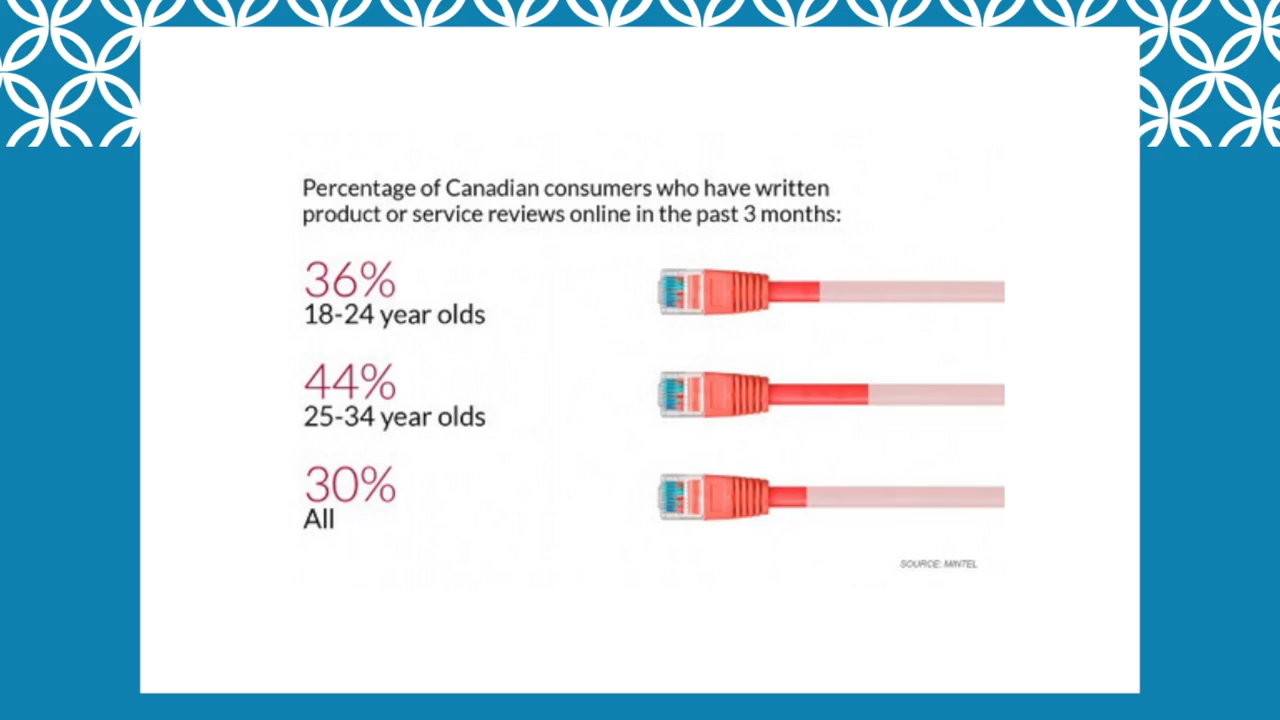 Percentage of Canadian consumers who have written
product or service reviews online in the past 3 months:
36%
18-24 year olds
44%
25-34 year olds
30%
All
SOURCE: MINTEL